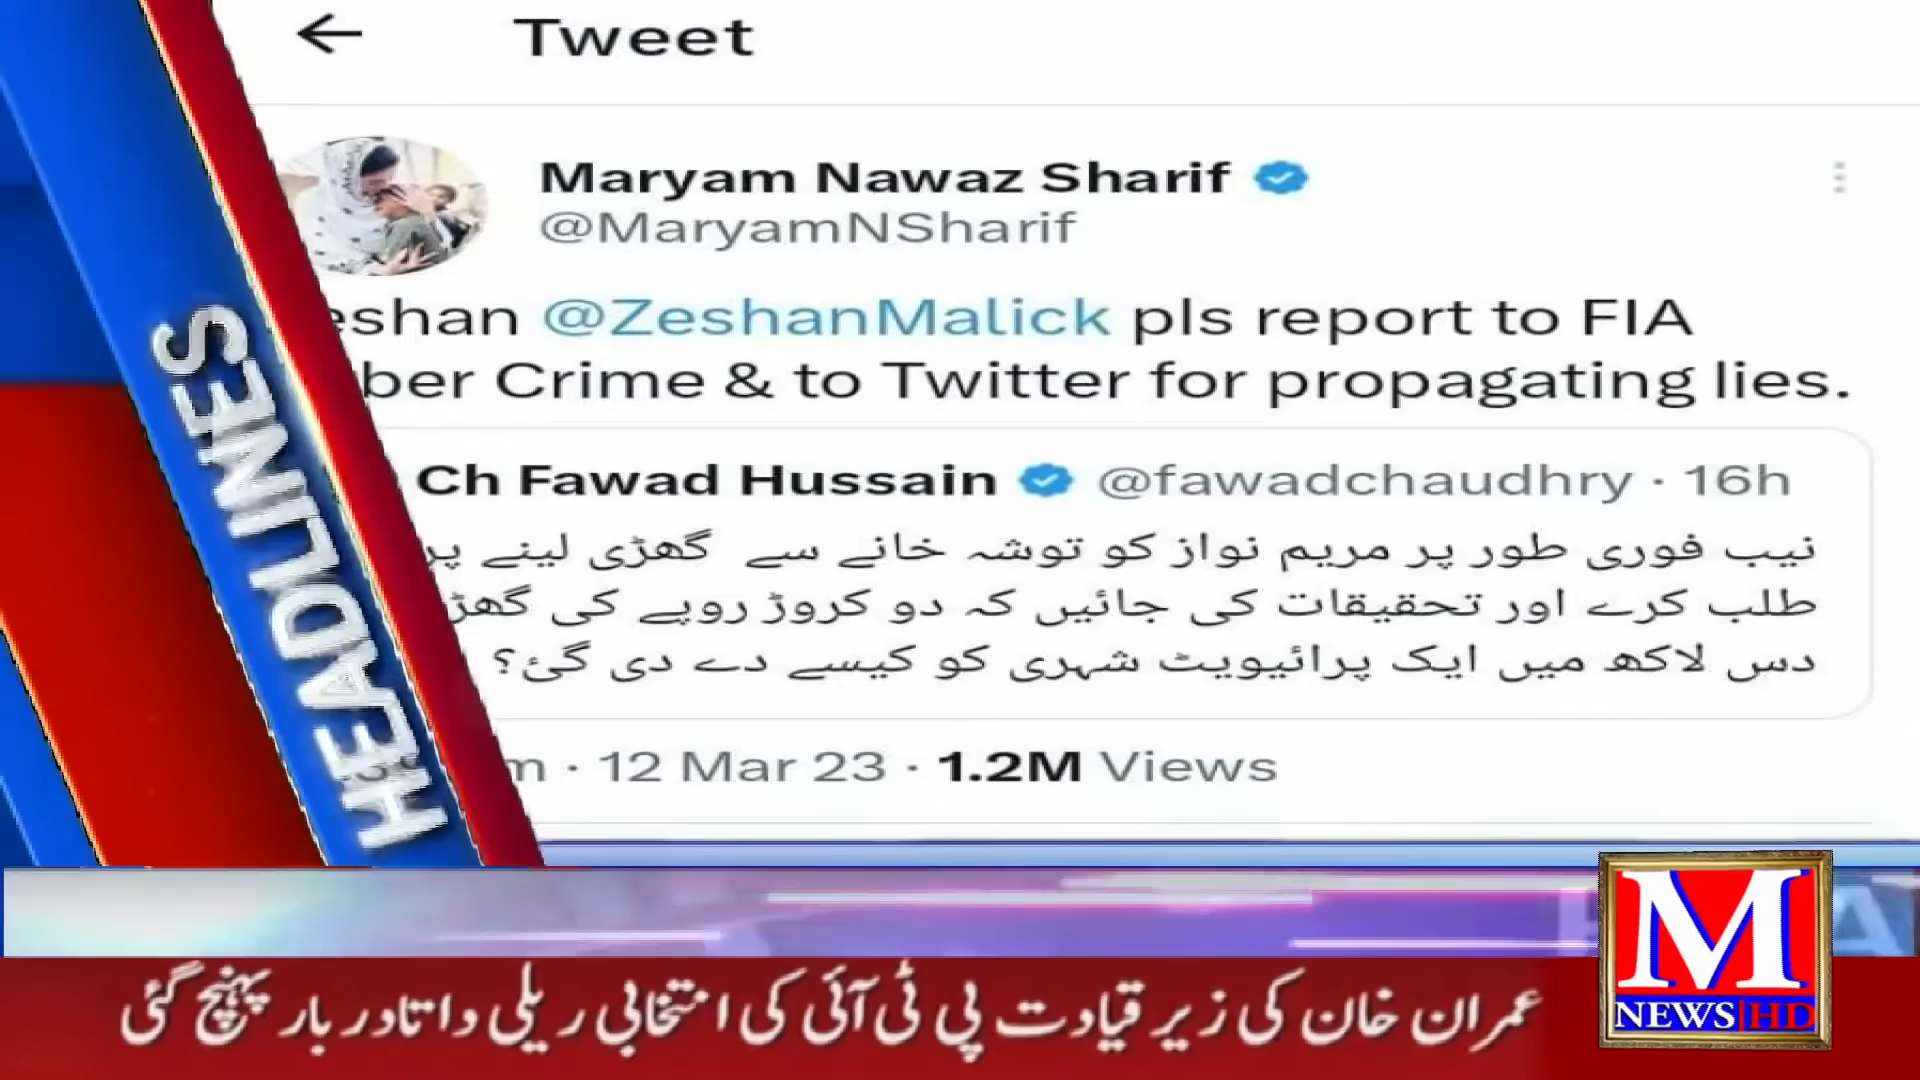 Tweet
Maryam Nawaz Sharif
@MaryamNSharif
eshan @ZeshanMalick pls report to FIA
ber Crime & to Twitter for propagating lies.
Ch Fawad Hussain @fawadchaudhry · 16h
نیب فوری طور پر مریم نواز کو توشہ خانے سے گھڑی لینے پر
طلب کرے اور تحقیقات کی جائیں کہ دو کروڑ روپے کی گھڑ
دس لاکھ میں ایک پرائیویٹ شہری کو کیسے دے دی گئ؟
m · 12 Mar 23 · 1.2M Views
HEADLINES
M
NEWS HD
عمران خان کی زیر قیادت پی ٹی آئی کی انتخابی ریلی داتا دربار پہنچ گئی